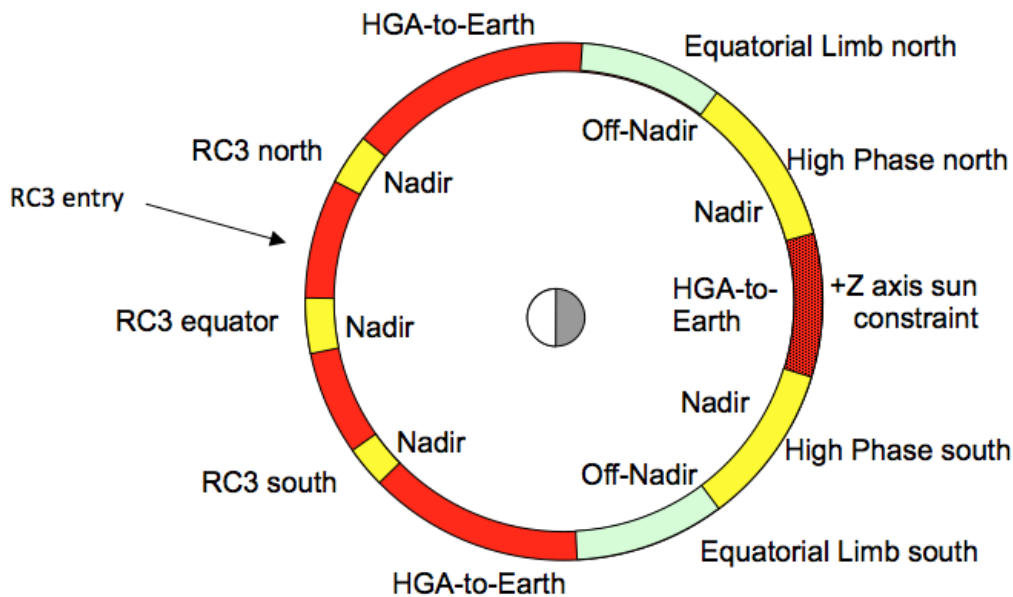 HGA-to-Earth
Equatorial Limb north
Off-Nadir
RC3 north
High Phase north
Nadir
RC3 entry
Nadir
HGA-to-
Earth
+Z axis sun
constraint
RC3 equator
Nadir
Nadir
Nadir
High Phase south
RC3 south
Off-Nadir
Equatorial Limb south
HGA-to-Earth